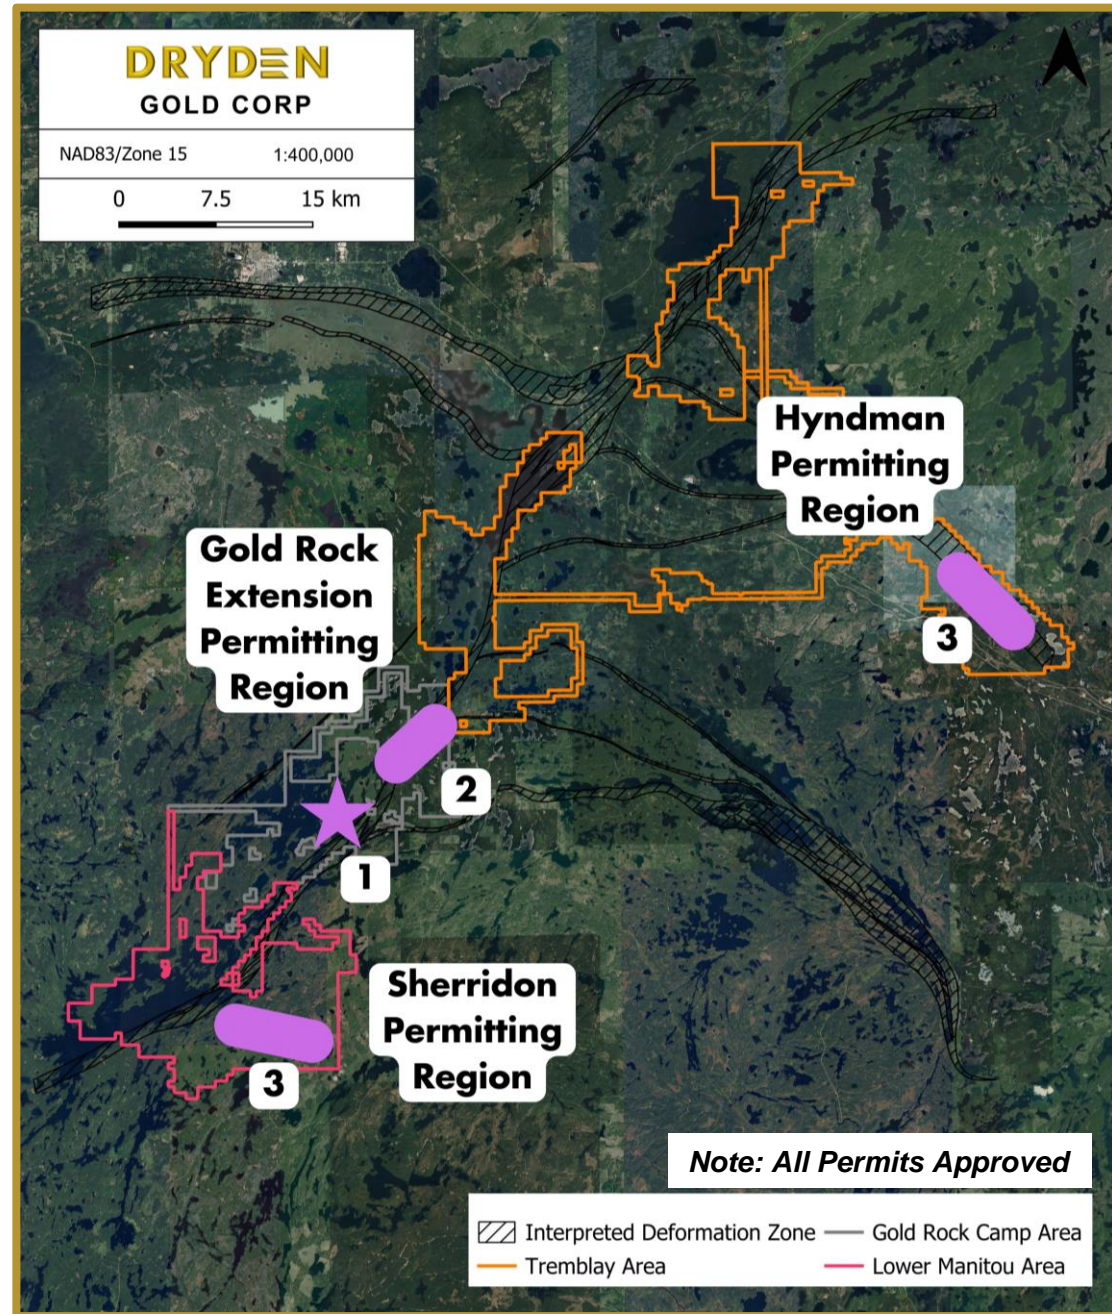 DRYDEN
GOLD CORP
NAD83/Zone 15 1:400,000
0 7.5 15 km
Hyndman
Permitting
Region
3
Gold Rock
Extension
Permitting
Region
2
1
Sherridon
Permitting
Region
3
Note: All Permits Approved
Interpreted Deformation Zone Gold Rock Camp Area
Tremblay Area Lower Manitou Area